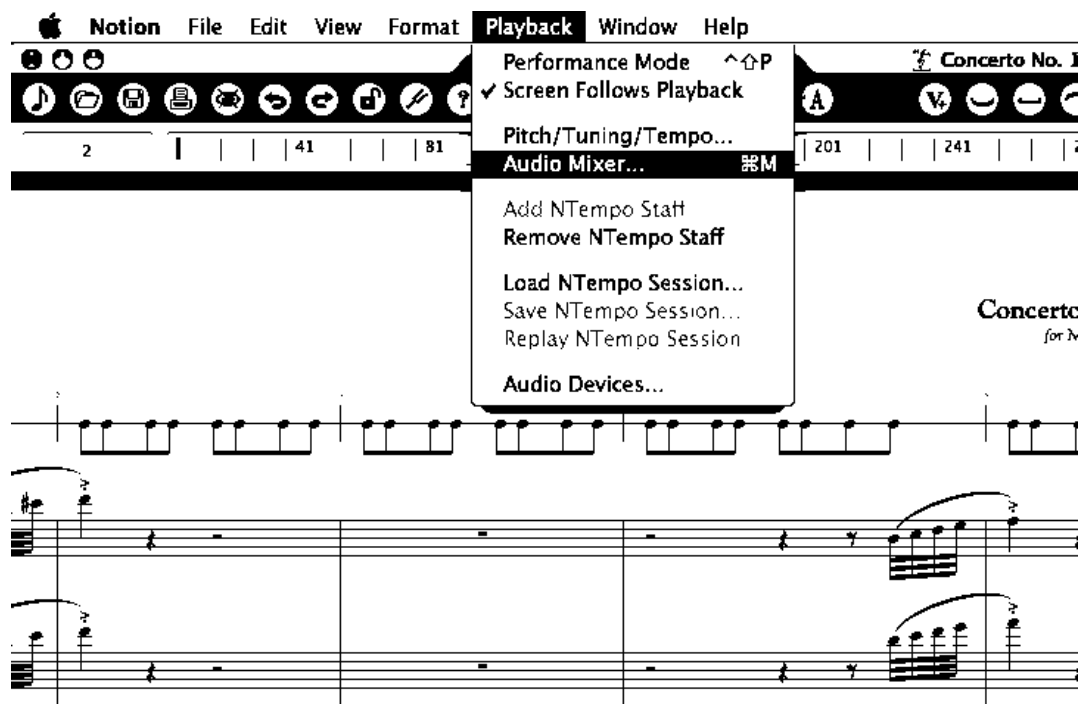 Notion File Edit View Format Playback Window Help
Concerto No.
Performance Mode ^⇧P
✓ Screen Follows Playback
Pitch/Tuning/Tempo...
Audio Mixer... ⌘M
Add NTempo Staff
Remove NTempo Staff
Load NTempo Session...
Save NTempo Session...
Replay NTempo Session
Audio Devices...
? A V
2 41 81 201 241
Concerto
for